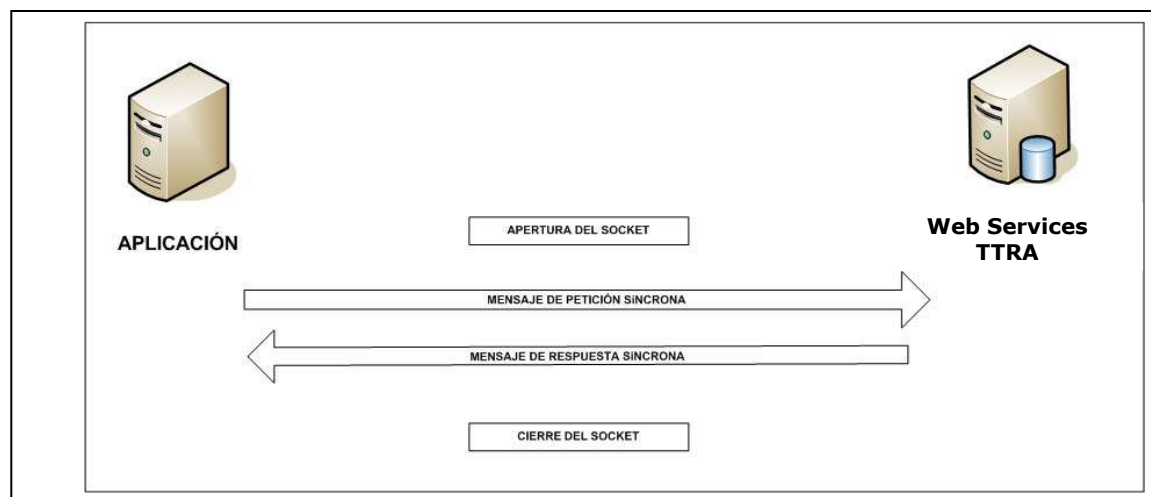 APLICACIÓN
Web Services
TTRA
APERTURA DEL SOCKET
MENSAJE DE PETICIÓN SíNCRONA
MENSAJE DE RESPUESTA SíNCRONA
CIERRE DEL SOCKET